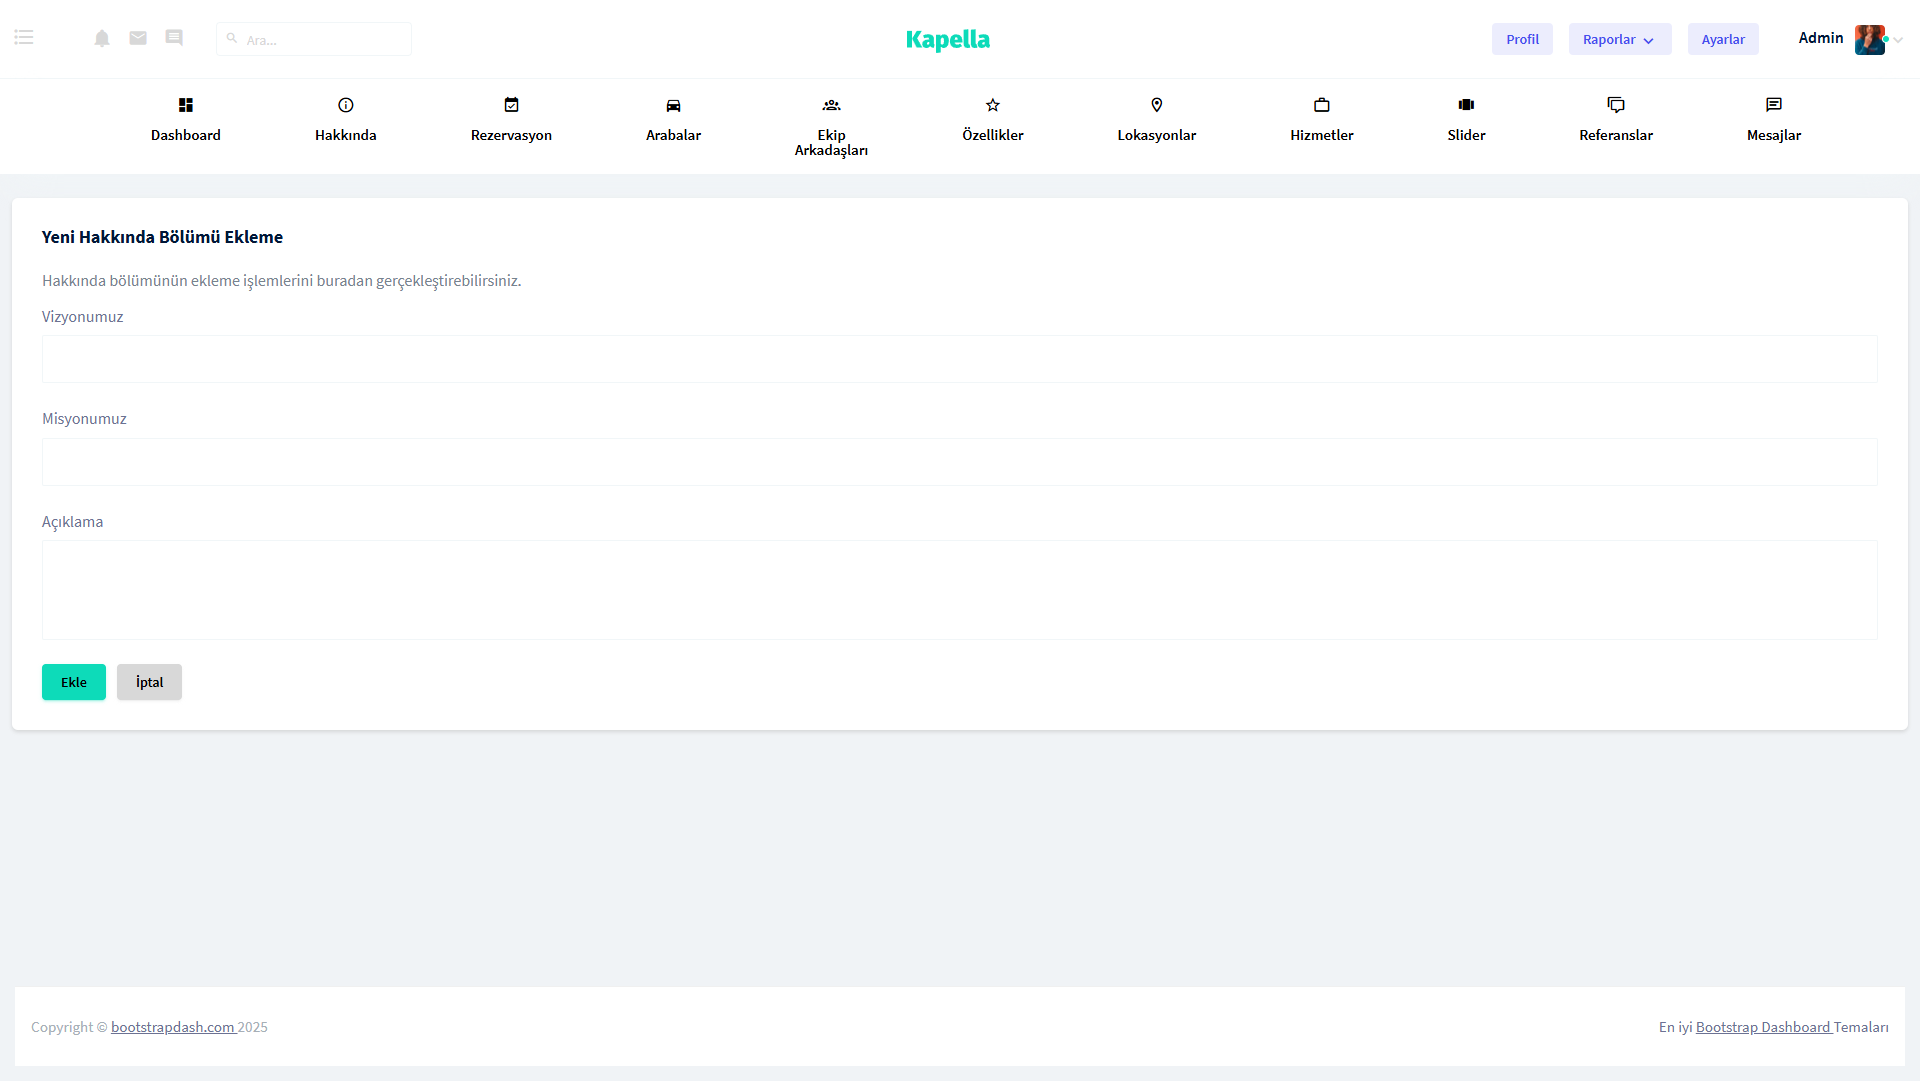 Ara...
Kapella
Profil
Raporlar
Ayarlar
Admin
Dashboard
Hakkında
Rezervasyon
Arabalar
Ekip
Arkadaşları
Özellikler
Lokasyonlar
Hizmetler
Slider
Referanslar
Mesajlar
Yeni Hakkında Bölümü Ekleme
Hakkında bölümünün ekleme işlemlerini buradan gerçekleştirebilirsiniz.
Vizyonumuz
Misyonumuz
Açıklama
Ekle
İptal
Copyright © bootstrapdash.com 2025
En iyi Bootstrap Dashboard Temaları